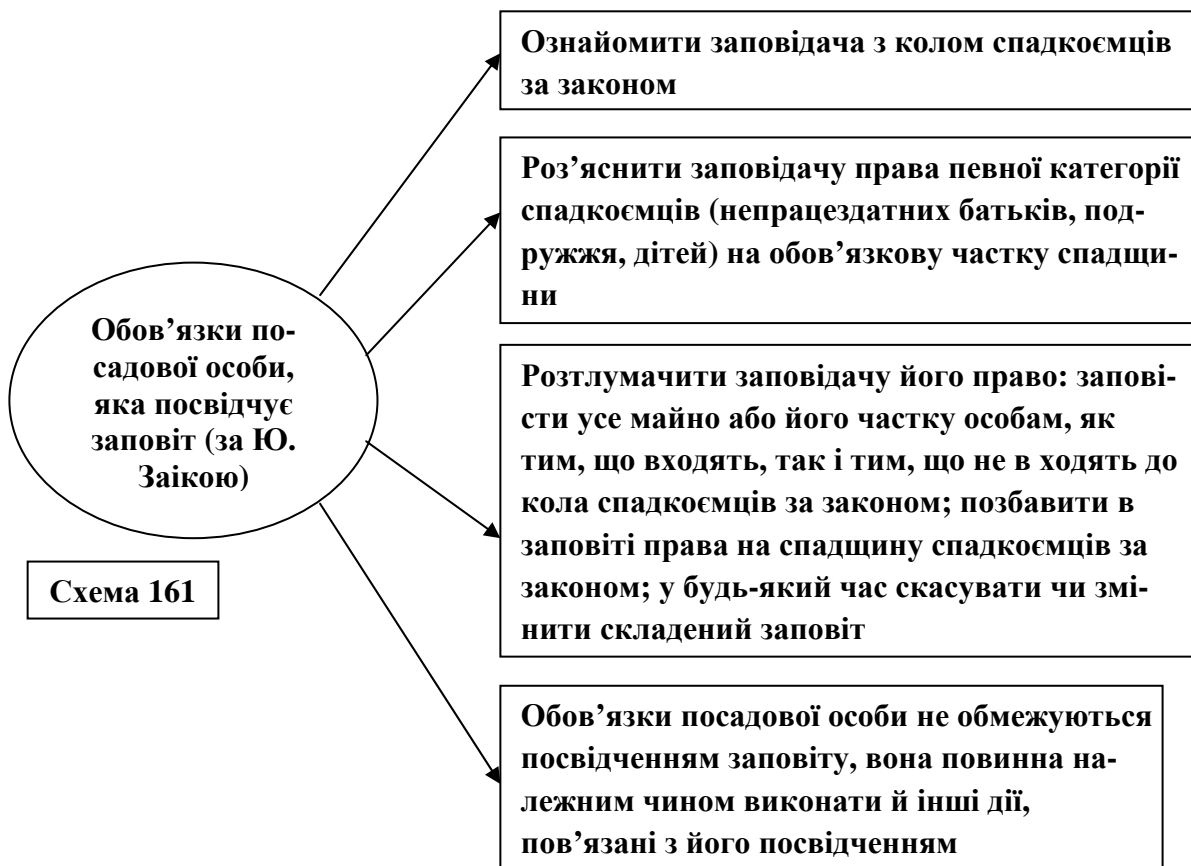 Ознайомити заповідача з колом спадкоємців
за законом
Роз’яснити заповідачу права певної категорії
спадкоємців (непрацездатних батьків, под-
ружжя, дітей) на обов’язкову частку спадщи-
ни
Обов’язки по-
садової особи,
яка посвідчує
заповіт (за Ю.
Заікою)
Розтлумачити заповідачу його право: запові-
сти усе майно або його частку особам, як
тим, що входять, так і тим, що не в ходять до
кола спадкоємців за законом; позбавити в
заповіті права на спадщину спадкоємців за
законом; у будь-який час скасувати чи змі-
нити складений заповіт
Схема 161
Обов’язки посадової особи не обмежуються
посвідченням заповіту, вона повинна на-
лежним чином виконати й інші дії,
пов’язані з його посвідченням